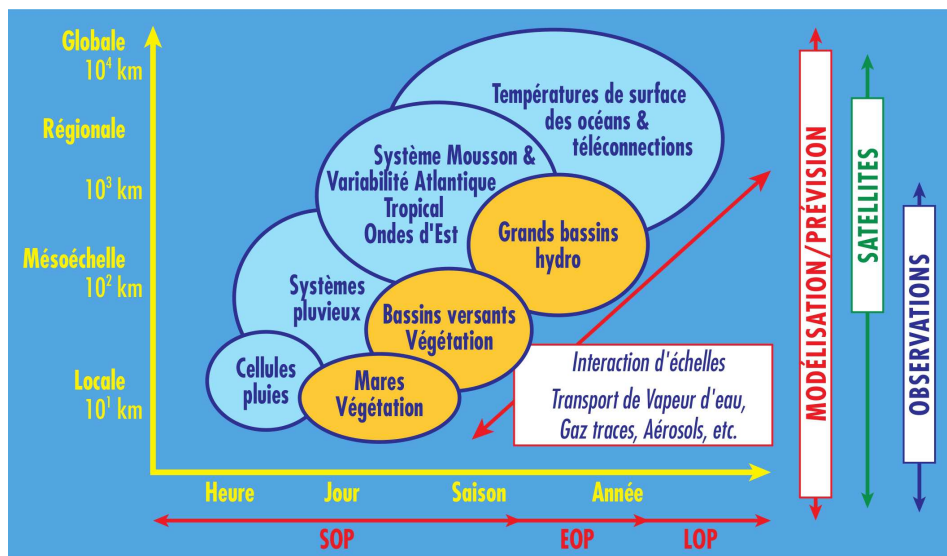 Globale
10⁴ km
Régionale
10³ km
Mésoéchelle
10² km
Locale
10¹ km
Températures de surface
des océans &
téléconnections
Système Mousson &
Variabilité Atlantique
Tropical
Ondes d'Est
Grands bassins
hydro
Systèmes
pluvieux
Bassins versants
Végétation
Cellules
pluies
Mares
Végétation
Interaction d'échelles
Transport de Vapeur d'eau,
Gaz traces, Aérosols, etc.
Heure Jour Saison Année
SOP EOP LOP
MODÉLISATION/PRÉVISION
SATELLITES
OBSERVATIONS